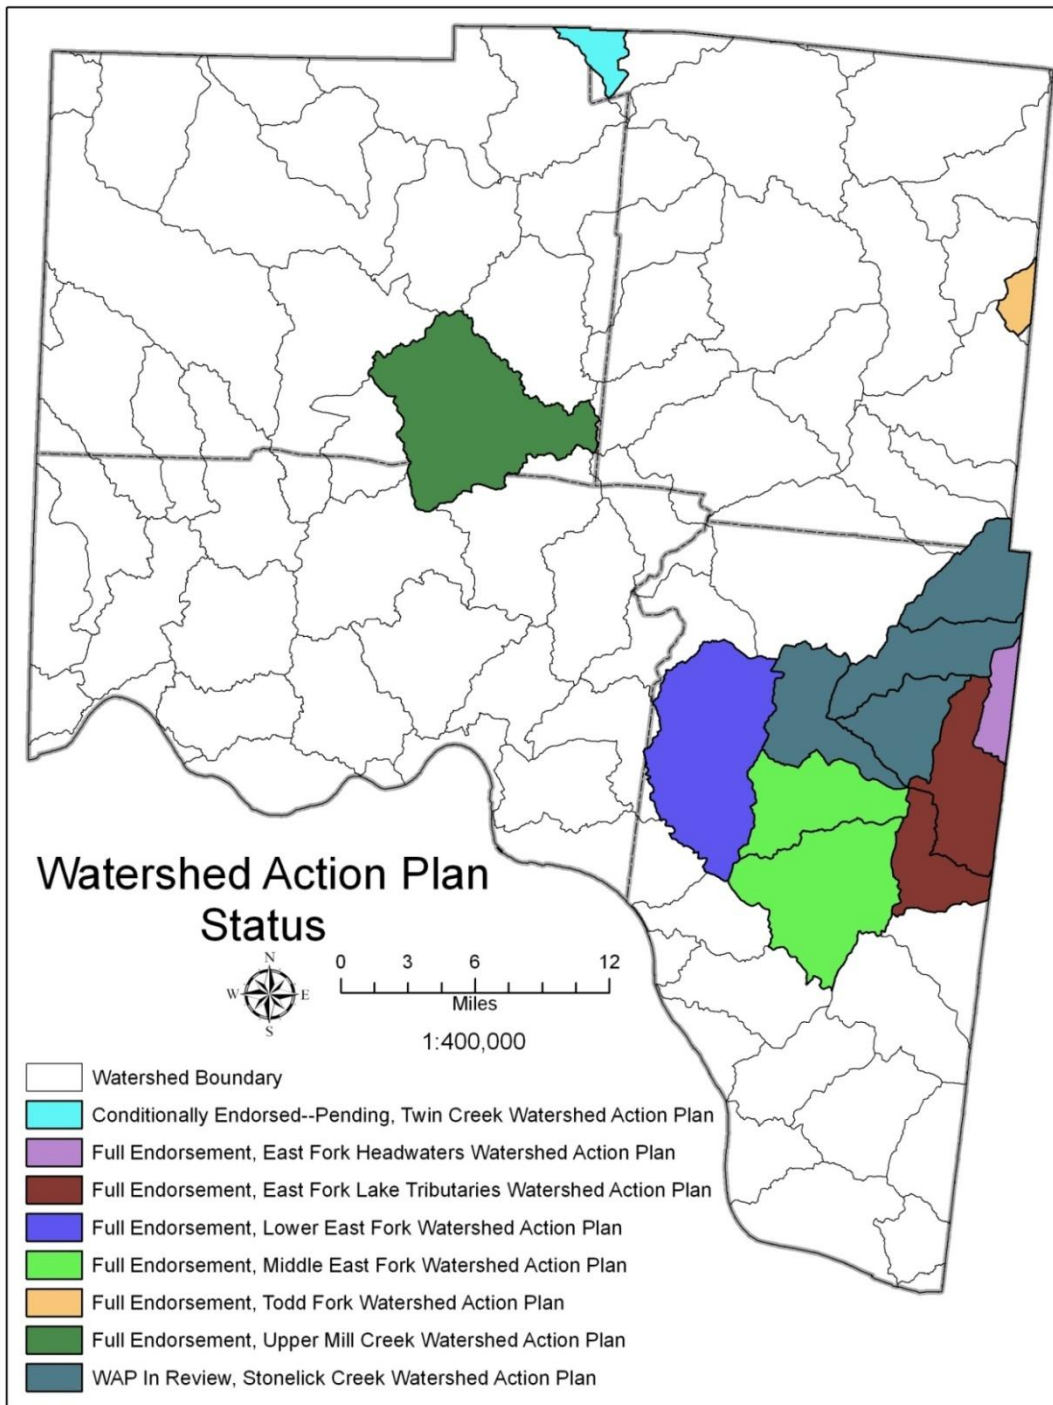 Watershed Action Plan
Status
N
W E
S
0 3 6 12
Miles
1:400,000
Watershed Boundary
Conditionally Endorsed--Pending, Twin Creek Watershed Action Plan
Full Endorsement, East Fork Headwaters Watershed Action Plan
Full Endorsement, East Fork Lake Tributaries Watershed Action Plan
Full Endorsement, Lower East Fork Watershed Action Plan
Full Endorsement, Middle East Fork Watershed Action Plan
Full Endorsement, Todd Fork Watershed Action Plan
Full Endorsement, Upper Mill Creek Watershed Action Plan
WAP In Review, Stonelick Creek Watershed Action Plan